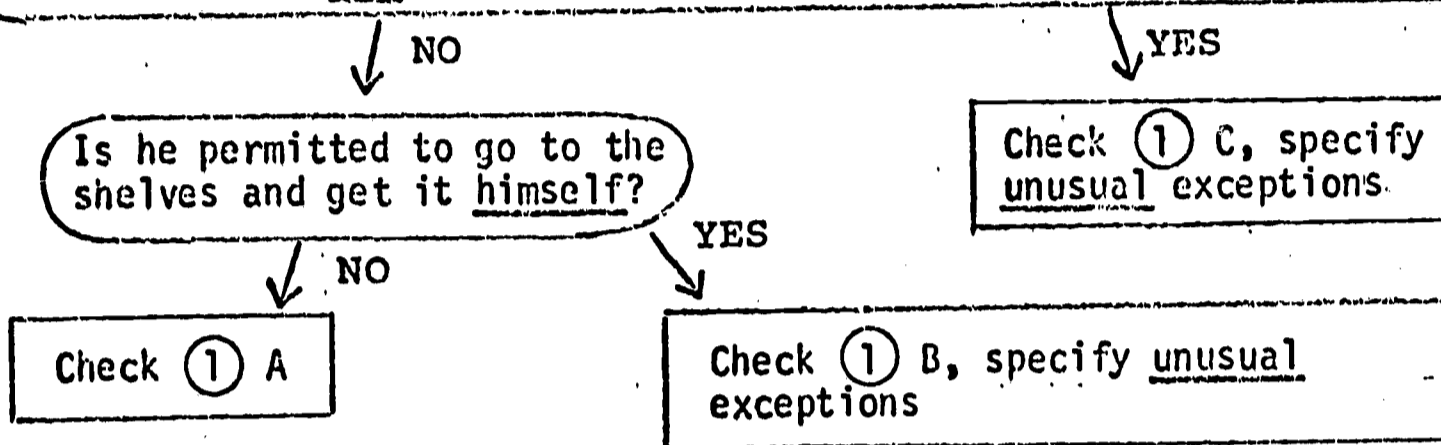 NO
YES
Is he permitted to go to the
shelves and get it himself?
Check ① C, specify
unusual exceptions.
NO
YES
Check ① A
Check ① B, specify unusual
exceptions